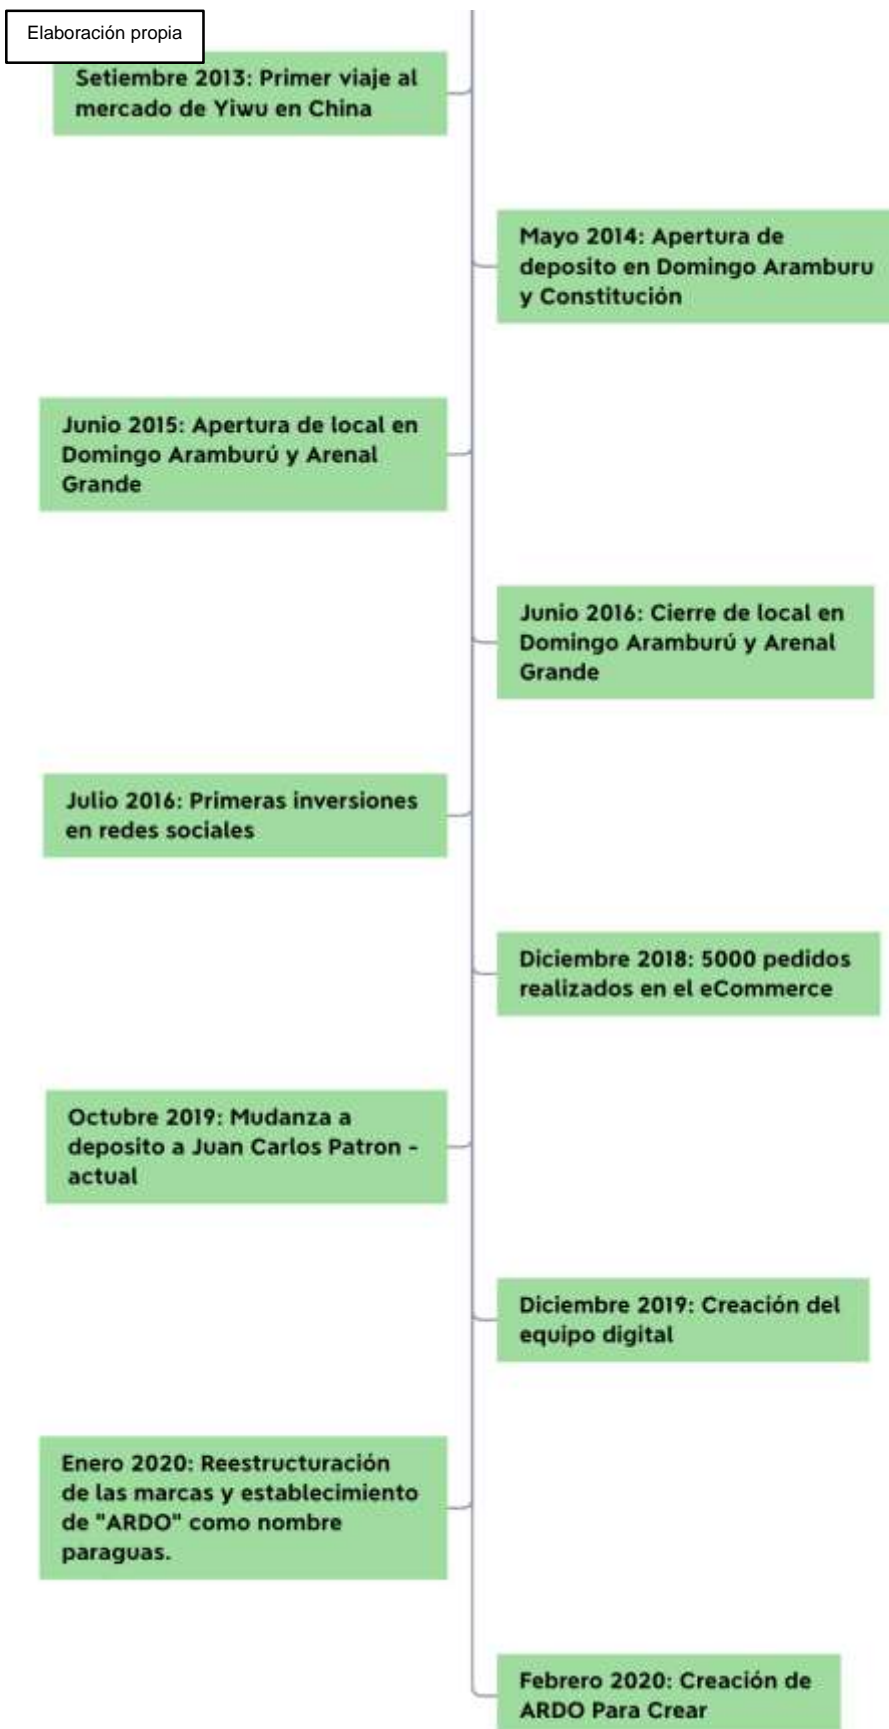 Elaboración propia
Setiembre 2013: Primer viaje al
mercado de Yiwu en China
Mayo 2014: Apertura de
deposito en Domingo Aramburu
y Constitución
Junio 2015: Apertura de local en
Domingo Aramburú y Arenal
Grande
Junio 2016: Cierre de local en
Domingo Aramburú y Arenal
Grande
Julio 2016: Primeras inversiones
en redes sociales
Diciembre 2018: 5000 pedidos
realizados en el eCommerce
Octubre 2019: Mudanza a
deposito a Juan Carlos Patron -
actual
Diciembre 2019: Creación del
equipo digital
Enero 2020: Reestructuración
de las marcas y establecimiento
de "ARDO" como nombre
paraguas.
Febrero 2020: Creación de
ARDO Para Crear